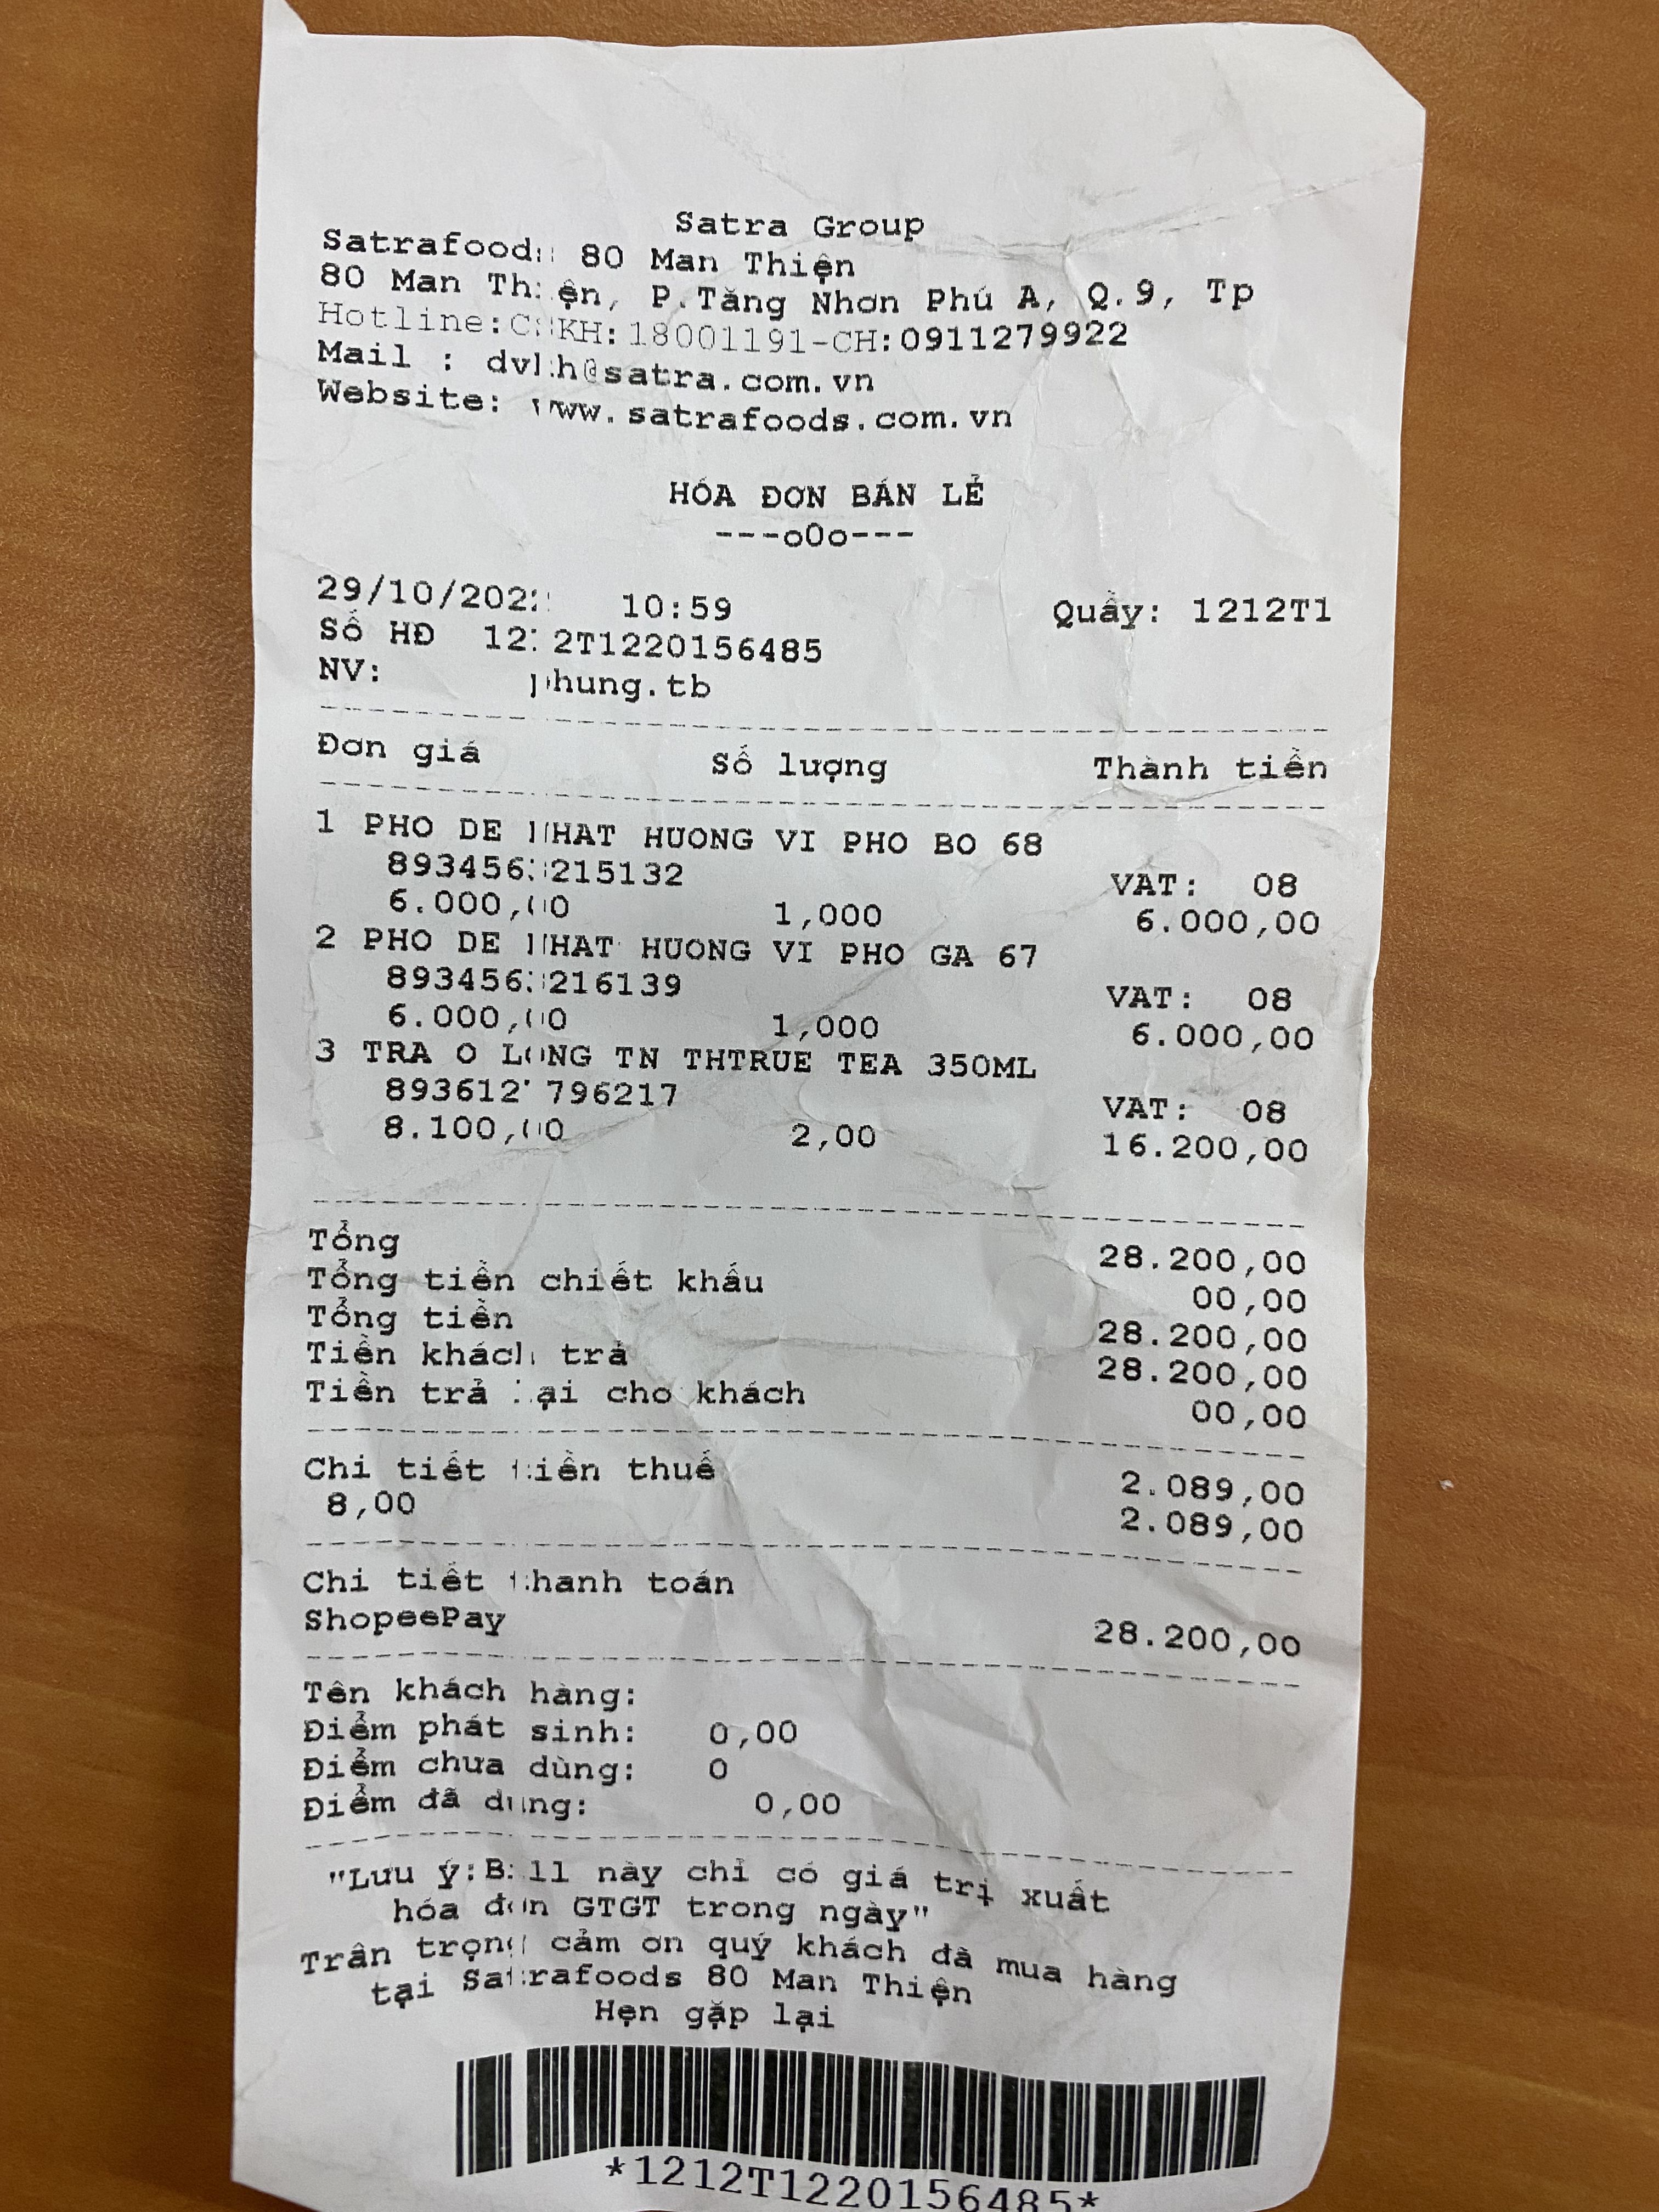 Satra Group
Satrafoods 80 Man Thiện
80 Man Thiện, P.Tăng Nhơn Phú A, Q.9, Tp
Hotline:CSKH:18001191-CH:0911279922
Mail : dvkh@satra.com.vn
Website: www.satrafoods.com.vn
HÓA ĐƠN BÁN LẺ
---o0o---
29/10/2022 10:59 Quầy: 1212T1
Số HĐ 1212T1220156485
NV: phung.tb
Đơn giá Số lượng Thành tiền
1 PHO DE NHAT HUONG VI PHO BO 68
8934563215132 VAT: 08
6.000,00 1,000 6.000,00
2 PHO DE NHAT HUONG VI PHO GA 67
8934563216139 VAT: 08
6.000,00 1,000 6.000,00
3 TRA O LONG TN THTRUE TEA 350ML
8936127796217 VAT: 08
8.100,00 2,00 16.200,00
Tổng 28.200,00
Tổng tiền chiết khấu 00,00
Tổng tiền 28.200,00
Tiền khách trả 28.200,00
Tiền trả lại cho khách 00,00
Chi tiết tiền thuế 2.089,00
8,00 2.089,00
Chi tiết thanh toán
ShopeePay 28.200,00
Tên khách hàng:
Điểm phát sinh: 0,00
Điểm chưa dùng: 0
Điểm đã dùng: 0,00
"Lưu ý:Bill này chỉ có giá trị xuất
hóa đơn GTGT trong ngày"
Trân trọng cảm ơn quý khách đà mua hàng
tại Satrafoods 80 Man Thiện
Hẹn gặp lại
*1212T1220156485*